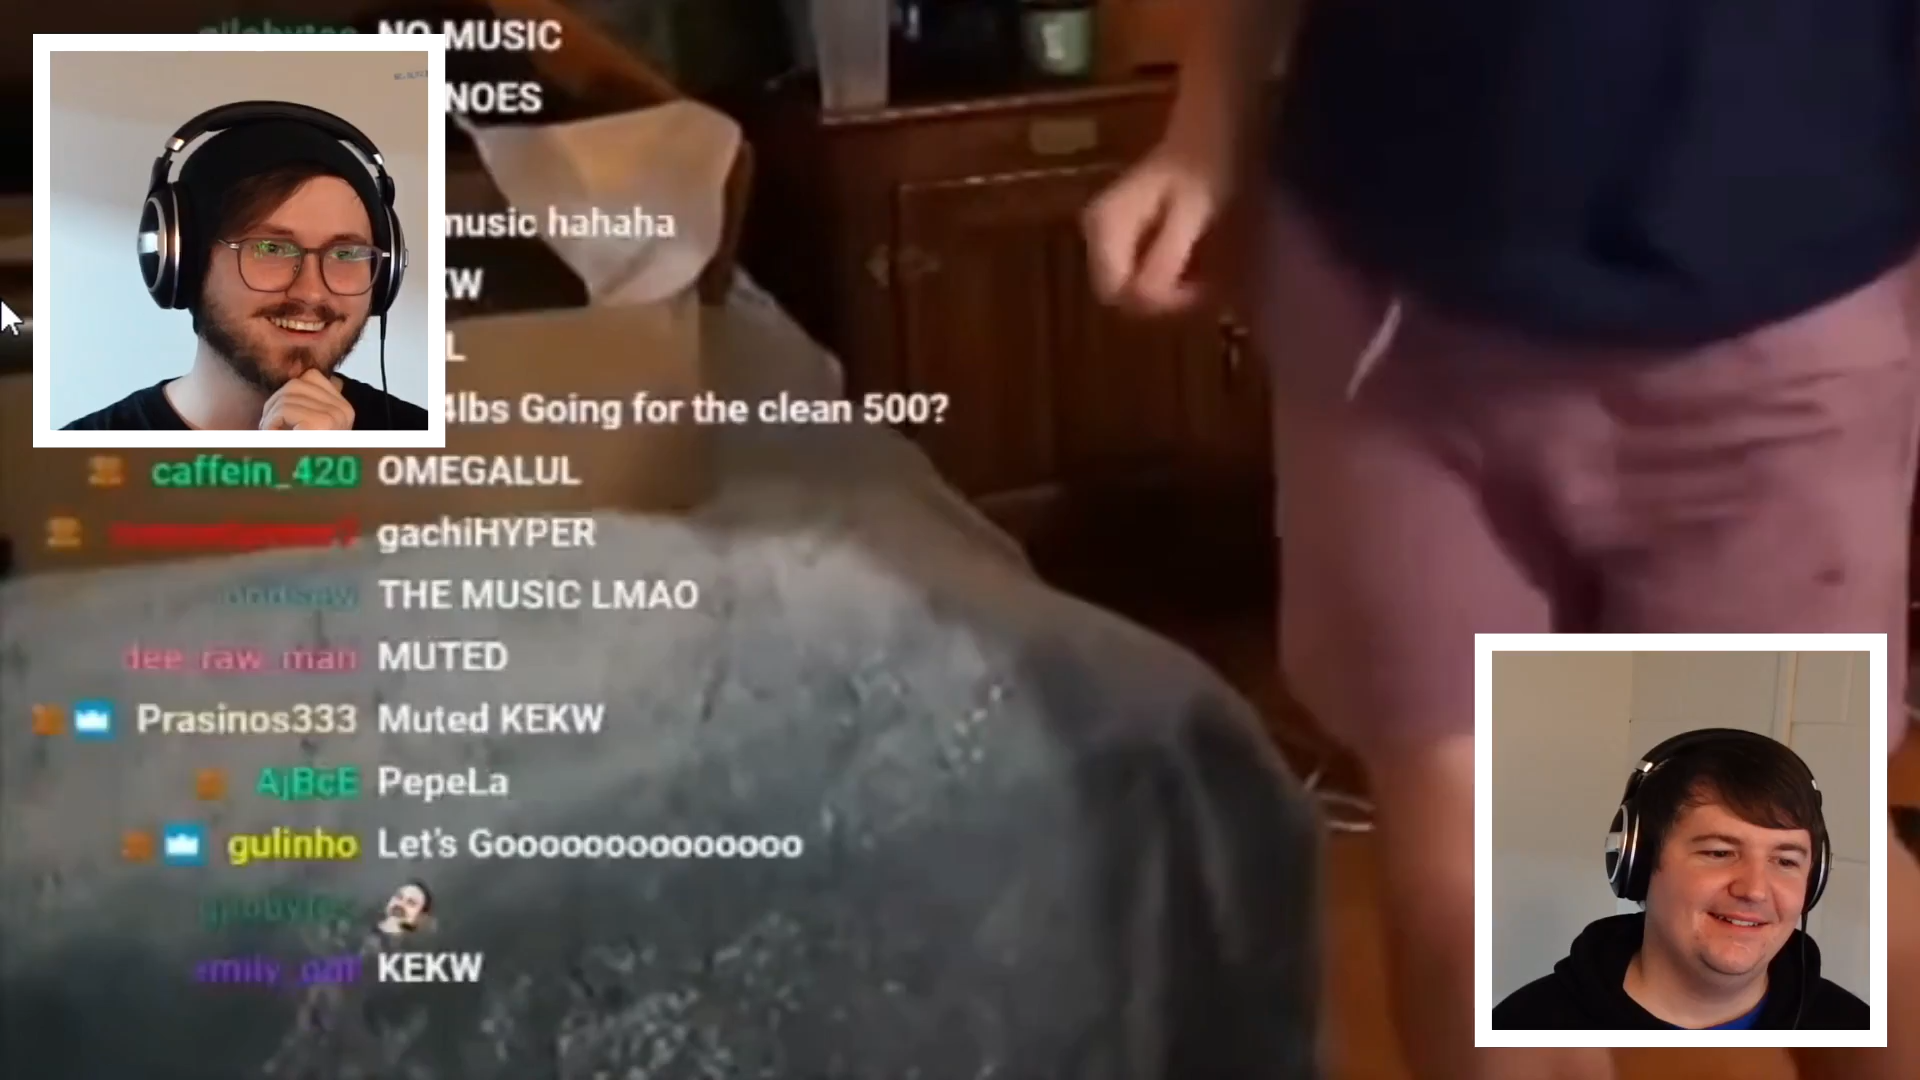 NO MUSIC
NOES
music hahaha
L
4lbs Going for the clean 500?
caffein_420 OMEGALUL
gachiHYPER
THE MUSIC LMAO
dee_raw_man MUTED
Prasinos333 Muted KEKW
AjBcE PepeLa
gulinho Let's Goooooooooooooo
KEKW